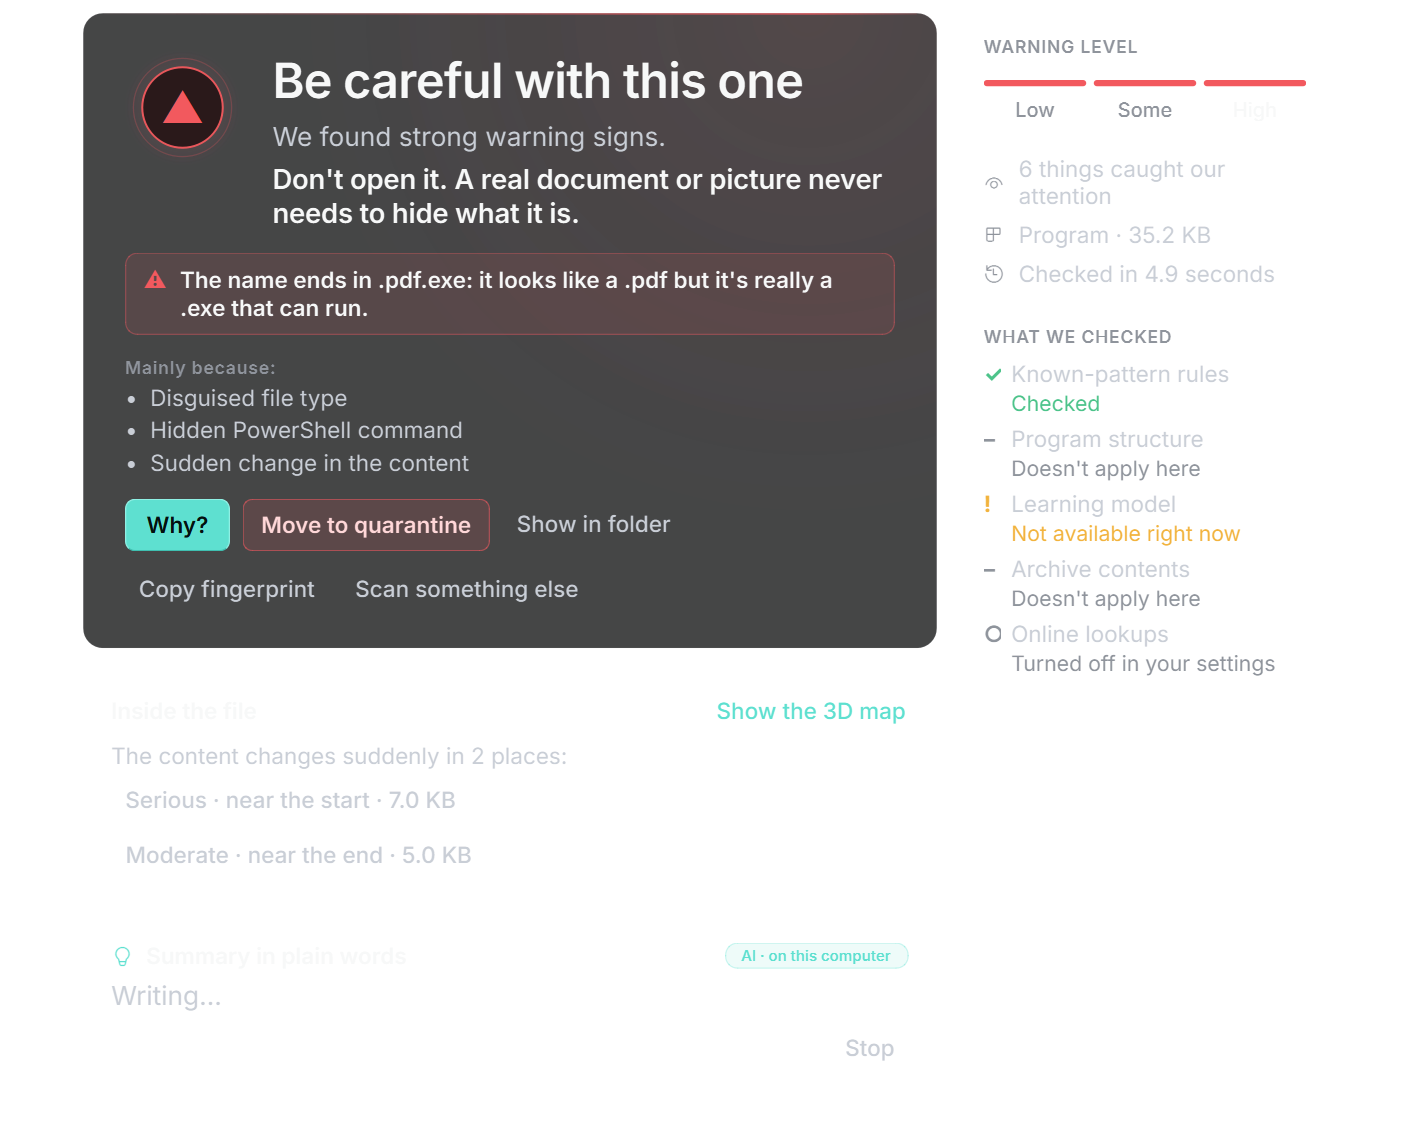 Be careful with this one
We found strong warning signs.
Don't open it. A real document or picture never
needs to hide what it is.
The name ends in .pdf.exe: it looks like a .pdf but it's really a
.exe that can run.
Mainly because:
• Disguised file type
• Hidden PowerShell command
• Sudden change in the content
Why?
Move to quarantine
Show in folder
Copy fingerprint
Scan something else
Inside the file
Show the 3D map
The content changes suddenly in 2 places:
Serious · near the start · 7.0 KB
Moderate · near the end · 5.0 KB
Summary in plain words
AI · on this computer
Writing...
Stop
WARNING LEVEL
Low
Some
High
6 things caught our
attention
Program · 35.2 KB
Checked in 4.9 seconds
WHAT WE CHECKED
Known-pattern rules
Checked
Program structure
Doesn't apply here
Learning model
Not available right now
Archive contents
Doesn't apply here
Online lookups
Turned off in your settings